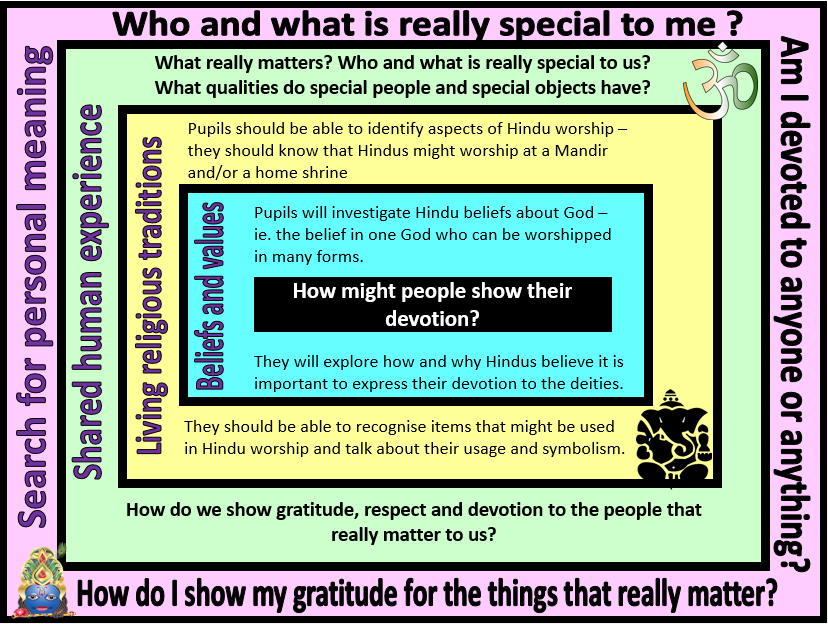 Who and what is really special to me ?
Search for personal meaning
Am I devoted to anyone or anything?
What really matters? Who and what is really special to us?
What qualities do special people and special objects have?
Shared human experience
Pupils should be able to identify aspects of Hindu worship –
they should know that Hindus might worship at a Mandir
and/or a home shrine
Living religious traditions
Beliefs and values
Pupils will investigate Hindu beliefs about God –
ie. the belief in one God who can be worshipped
in many forms.
How might people show their
devotion?
They will explore how and why Hindus believe it is
important to express their devotion to the deities.
They should be able to recognise items that might be used
in Hindu worship and talk about their usage and symbolism.
How do we show gratitude, respect and devotion to the people that
really matter to us?
How do I show my gratitude for the things that really matter?
ॐ